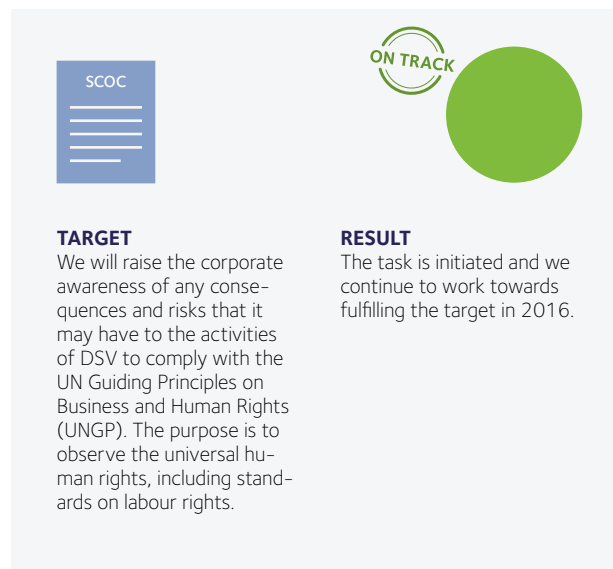 SCOC
ON TRACK
TARGET
We will raise the corporate
awareness of any conse-
quences and risks that it
may have to the activities
of DSV to comply with the
UN Guiding Principles on
Business and Human Rights
(UNGP). The purpose is to
observe the universal hu-
man rights, including stand-
ards on labour rights.
RESULT
The task is initiated and we
continue to work towards
fulfilling the target in 2016.